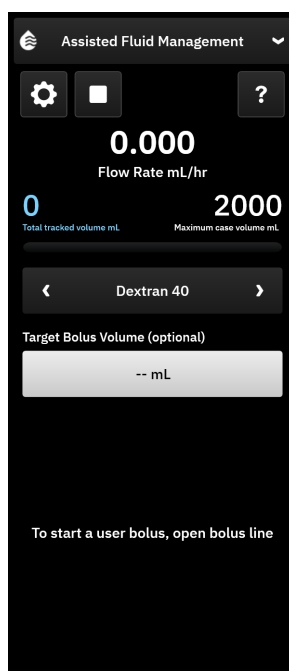 Assisted Fluid Management
?
0.000
Flow Rate mL/hr
0 2000
Total tracked volume mL Maximum case volume mL
Dextran 40
Target Bolus Volume (optional)
-- mL
To start a user bolus, open bolus line